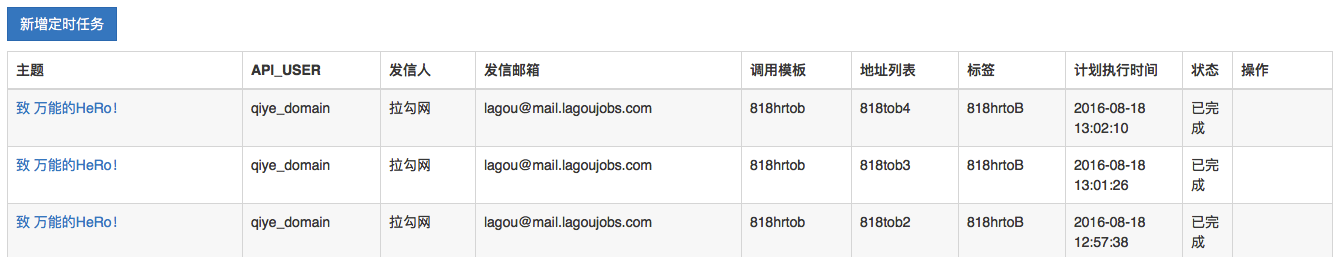 新增定时任务
主题 API_USER 发信人 发信邮箱 调用模板 地址列表 标签 计划执行时间 状态 操作
致 万能的HeRo! qiye_domain 拉勾网 lagou@mail.lagoujobs.com 818hrtob 818tob4 818hrtoB 2016-08-18 已完
13:02:10 成
致 万能的HeRo! qiye_domain 拉勾网 lagou@mail.lagoujobs.com 818hrtob 818tob3 818hrtoB 2016-08-18 已完
13:01:26 成
致 万能的HeRo! qiye_domain 拉勾网 lagou@mail.lagoujobs.com 818hrtob 818tob2 818hrtoB 2016-08-18 已完
12:57:38 成